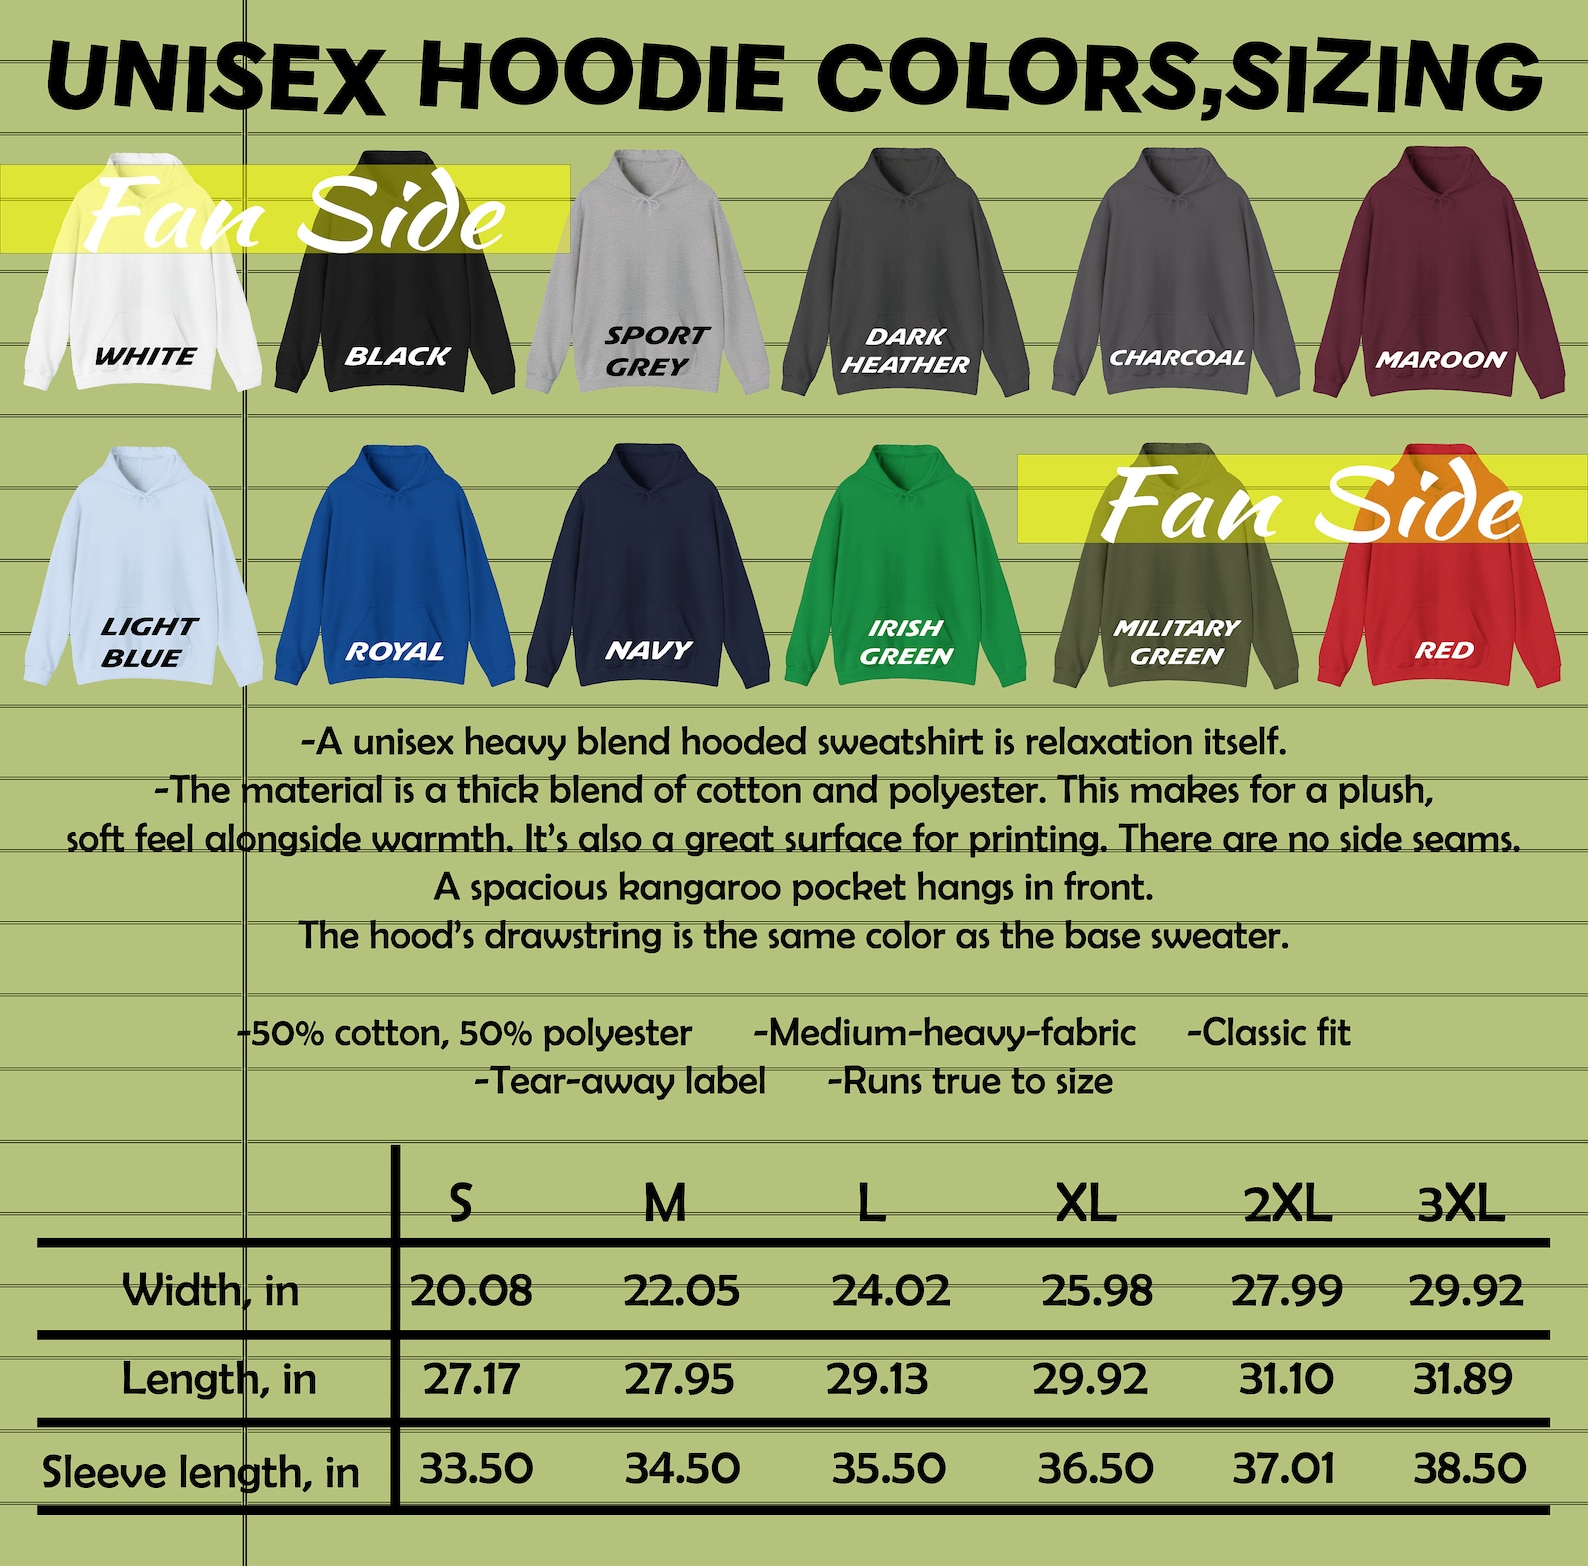 UNISEX HOODIE COLORS,SIZING
Fan Side
WHITE
BLACK
SPORT
GREY
DARK
HEATHER
CHARCOAL
MAROON
Fan Side
LIGHT
BLUE
ROYAL
NAVY
IRISH
GREEN
MILITARY
GREEN
RED
-A unisex heavy blend hooded sweatshirt is relaxation itself.
-The material is a thick blend of cotton and polyester. This makes for a plush,
soft feel alongside warmth. It's also a great surface for printing. There are no side seams.
A spacious kangaroo pocket hangs in front.
The hood's drawstring is the same color as the base sweater.
-50% cotton, 50% polyester -Medium-heavy-fabric -Classic fit
-Tear-away label -Runs true to size
S M L XL 2XL 3XL
Width, in 20.08 22.05 24.02 25.98 27.99 29.92
Length, in 27.17 27.95 29.13 29.92 31.10 31.89
Sleeve length, in 33.50 34.50 35.50 36.50 37.01 38.50